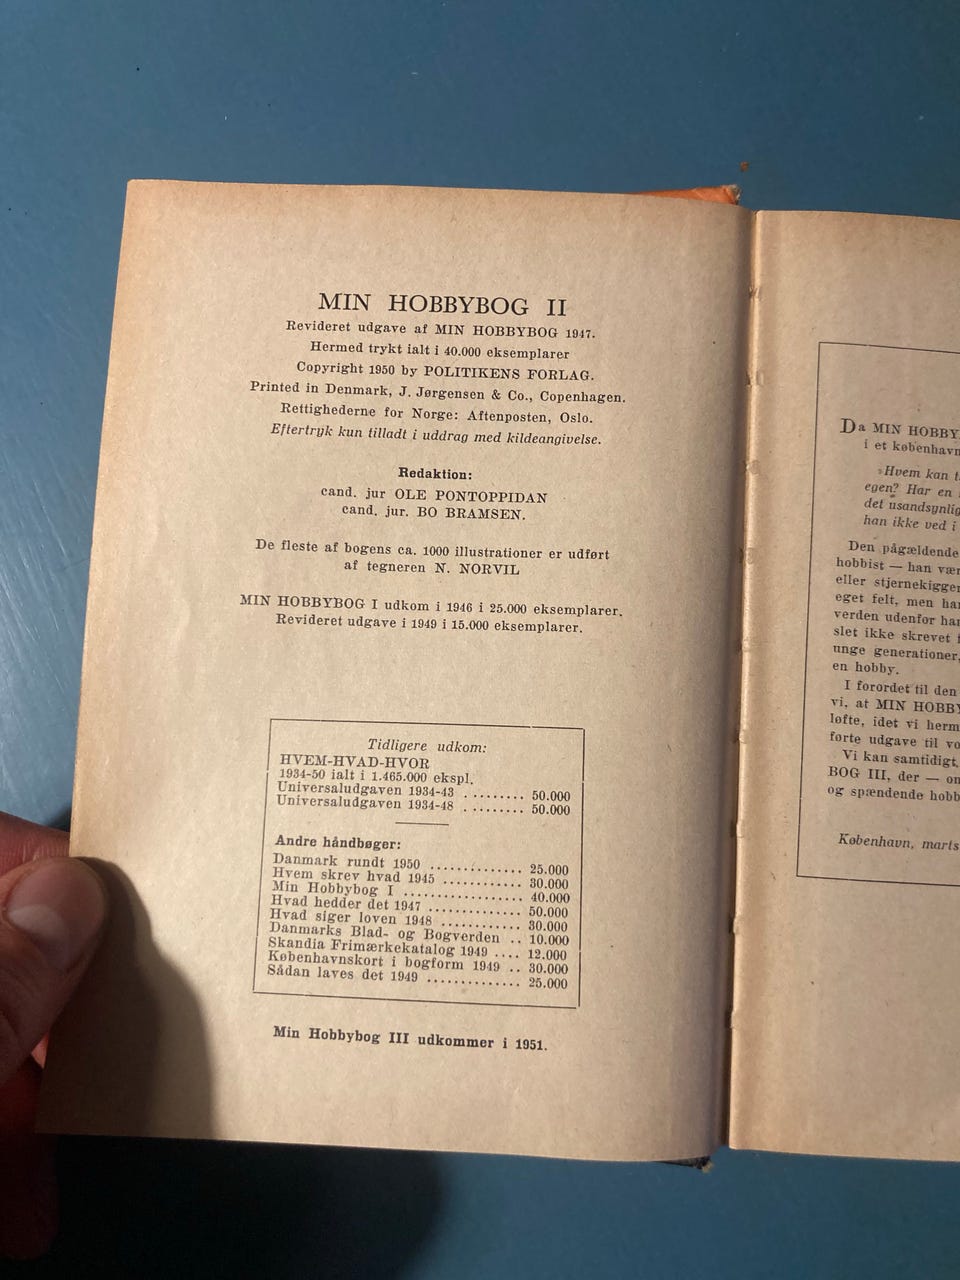 MIN HOBBYBOG II
Revideret udgave af MIN HOBBYBOG 1947.
Hermed trykt ialt i 40.000 eksemplarer
Copyright 1950 by POLITIKENS FORLAG.
Printed in Denmark, J. Jørgensen & Co., Copenhagen.
Rettighederne for Norge: Aftenposten, Oslo.
Eftertryk kun tilladt i uddrag med kildeangivelse.
Redaktion:
cand. jur OLE PONTOPPIDAN
cand. jur. BO BRAMSEN.
De fleste af bogens ca. 1000 illustrationer er udført
af tegneren N. NORVIL
MIN HOBBYBOG I udkom i 1946 i 25.000 eksemplarer.
Revideret udgave i 1949 i 15.000 eksemplarer.
Tidligere udkom:
HVEM-HVAD-HVOR
1934-50 ialt i 1.465.000 ekspl.
Universaludgaven 1934-43 ......... 50.000
Universaludgaven 1934-48 ......... 50.000
Andre håndbøger:
Danmark rundt 1950 .............. 25.000
Hvem skrev hvad 1945 ............ 30.000
Min Hobbybog I .................. 40.000
Hvad hedder det 1947 .............. 50.000
Hvad siger loven 1948 ............ 30.000
Danmarks Blad- og Bogverden .. 10.000
Skandia Frimærkekatalog 1949 .... 12.000
Københavnskort i bogform 1949 .. 30.000
Sådan laves det 1949 .............. 25.000
Min Hobbybog III udkommer i 1951.
Da MIN HOBBY
i et københavn
»Hvem kan
egen? Har en
det usandsynlig
han ikke ved i
Den pågældende
hobbist — han vær
eller stjernekigger
eget felt, men har
verden udenfor har
slet ikke skrevet f
unge generationer,
en hobby.
I forordet til den
vi, at MIN HOBBY
løfte, idet vi herm
førte udgave til vo
Vi kan samtidigt,
BOG III, der — on
og spændende hobb
København, marts